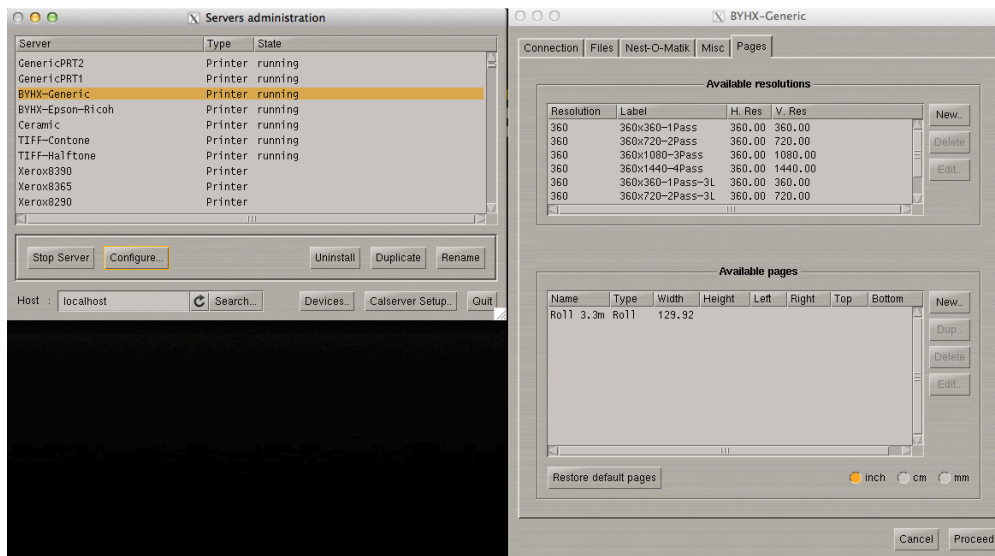 Servers administration
Server Type State
GenericPRT2 Printer running
GenericPRT1 Printer running
BYHX-Generic Printer running
BYHX-Epson-Ricoh Printer running
Ceramic Printer running
TIFF-Contone Printer running
TIFF-Halftone Printer running
Xerox8390 Printer
Xerox8365 Printer
Xerox8290 Printer
Stop Server Configure... Uninstall Duplicate Rename
Host : localhost Search... Devices.. Calserver Setup.. Quit
BYHX-Generic
Connection Files Nest-O-Matik Misc Pages
Available resolutions
Resolution Label H. Res V. Res
360 360x360-1Pass 360.00 360.00
360 360x720-2Pass 360.00 720.00
360 360x1080-3Pass 360.00 1080.00
360 360x1440-4Pass 360.00 1440.00
360 360x360-1Pass-3L 360.00 360.00
360 360x720-2Pass-3L 360.00 720.00
New..
Delete
Edit..
Available pages
Name Type Width Height Left Right Top Bottom
Roll 3.3m Roll 129.92
New..
Dup..
Delete
Edit..
Restore default pages inch cm mm
Cancel Proceed